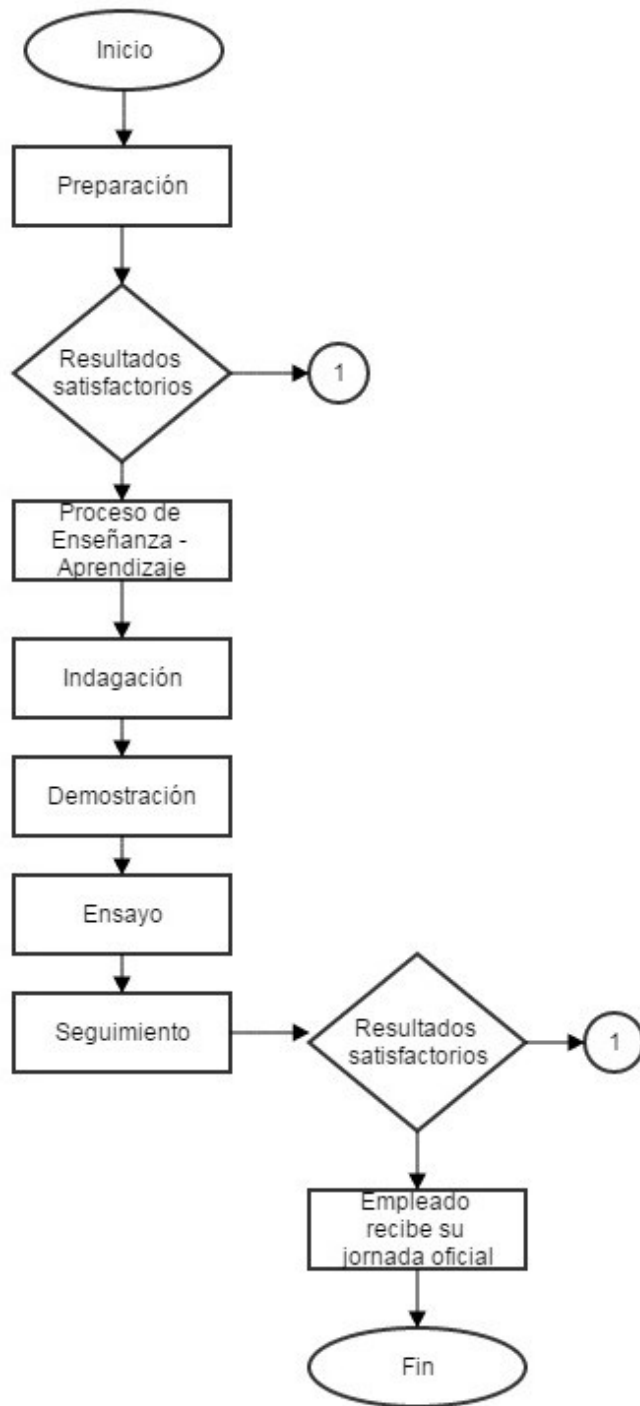 Inicio
Preparación
Resultados
satisfactorios
1
Proceso de
Enseñanza -
Aprendizaje
Indagación
Demostración
Ensayo
Seguimiento
Resultados
satisfactorios
1
Empleado
recibe su
jornada oficial
Fin